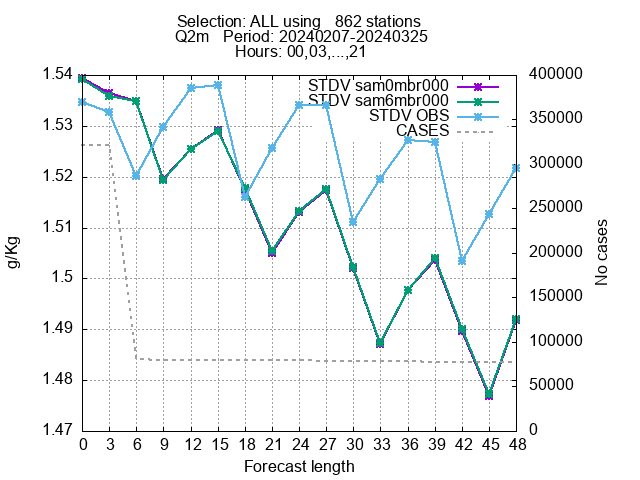 Selection: ALL using   862 stations
Q2m   Period: 20240207-20240325
Hours: 00,03,...,21
STDV sam0mbr000
STDV sam6mbr000
STDV OBS
CASES
1.54
1.53
1.52
1.51
1.5
1.49
1.48
1.47
g/Kg
400000
350000
300000
250000
200000
150000
100000
50000
0
No cases
0 3 6 9 12 15 18 21 24 27 30 33 36 39 42 45 48
Forecast length